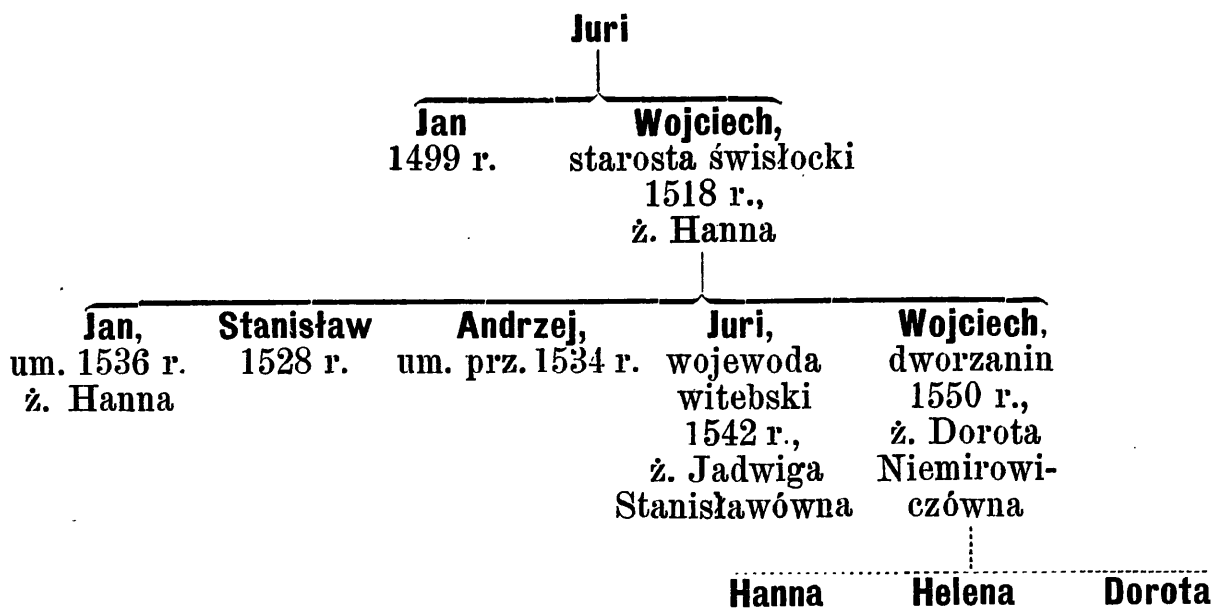 Juri
Jan
1499 r.
Wojciech,
starosta świsłocki
1518 r.,
ż. Hanna
Jan,
um. 1536 r.
ż. Hanna
Stanisław
1528 r.
Andrzej,
um. prz. 1534 r.
Juri,
wojewoda
witebski
1542 r.,
ż. Jadwiga
Stanisławówna
Wojciech,
dworzanin
1550 r.,
ż. Dorota
Niemirowi-
czówna
Hanna
Helena
Dorota